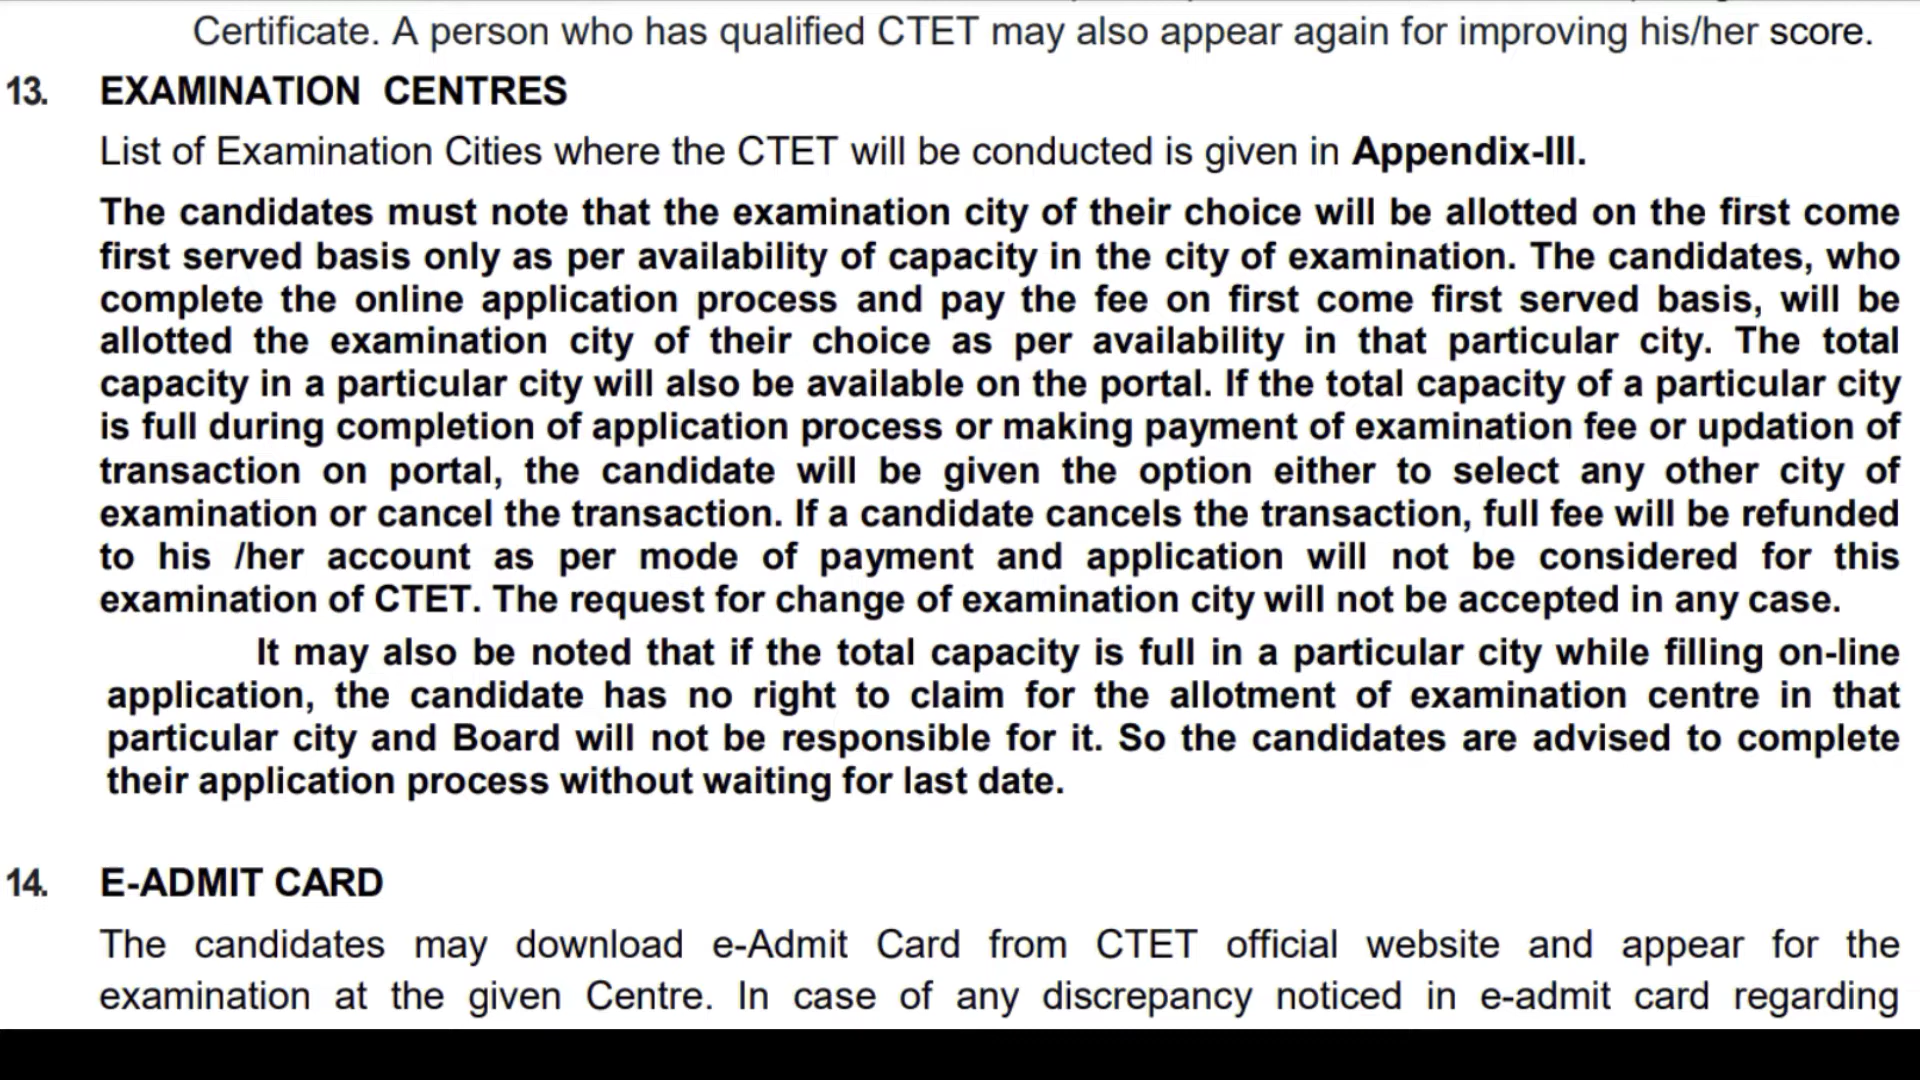 Certificate. A person who has qualified CTET may also appear again for improving his/her score.
13. EXAMINATION CENTRES
List of Examination Cities where the CTET will be conducted is given in Appendix-III.
The candidates must note that the examination city of their choice will be allotted on the first come
first served basis only as per availability of capacity in the city of examination. The candidates, who
complete the online application process and pay the fee on first come first served basis, will be
allotted the examination city of their choice as per availability in that particular city. The total
capacity in a particular city will also be available on the portal. If the total capacity of a particular city
is full during completion of application process or making payment of examination fee or updation of
transaction on portal, the candidate will be given the option either to select any other city of
examination or cancel the transaction. If a candidate cancels the transaction, full fee will be refunded
to his /her account as per mode of payment and application will not be considered for this
examination of CTET. The request for change of examination city will not be accepted in any case.
It may also be noted that if the total capacity is full in a particular city while filling on-line
application, the candidate has no right to claim for the allotment of examination centre in that
particular city and Board will not be responsible for it. So the candidates are advised to complete
their application process without waiting for last date.
14. E-ADMIT CARD
The candidates may download e-Admit Card from CTET official website and appear for the
examination at the given Centre. In case of any discrepancy noticed in e-admit card regarding